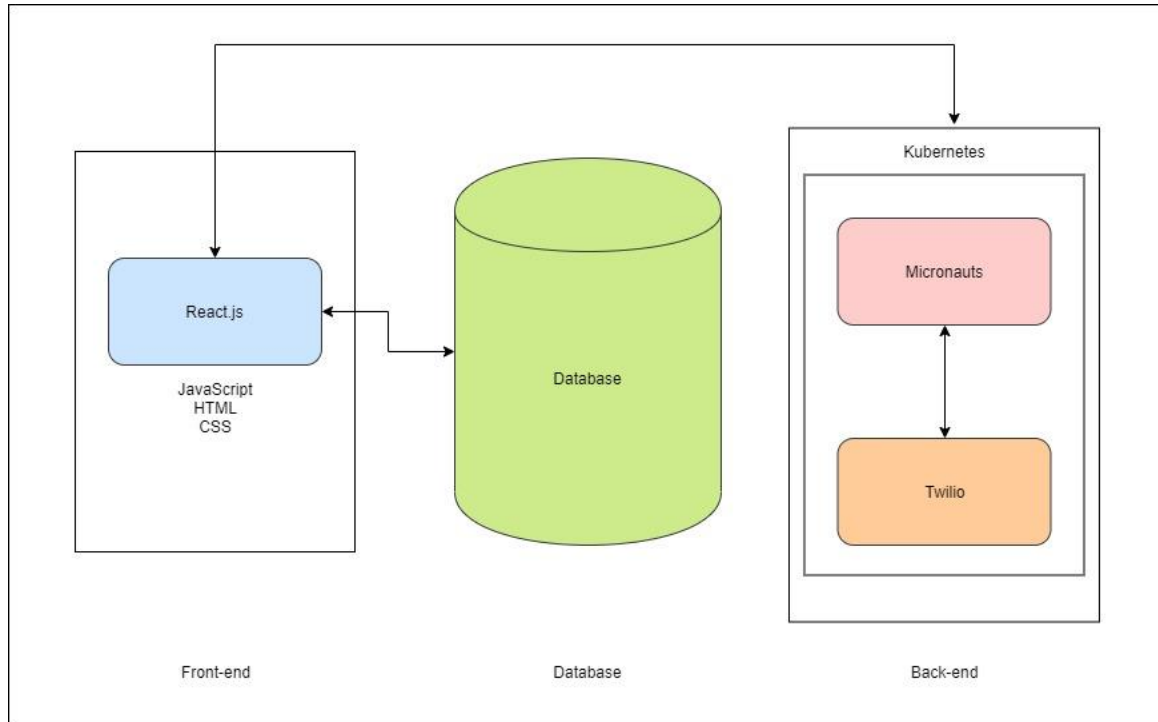 Kubernetes
Micronauts
React.js
JavaScript
HTML
CSS
Database
Twilio
Front-end
Database
Back-end